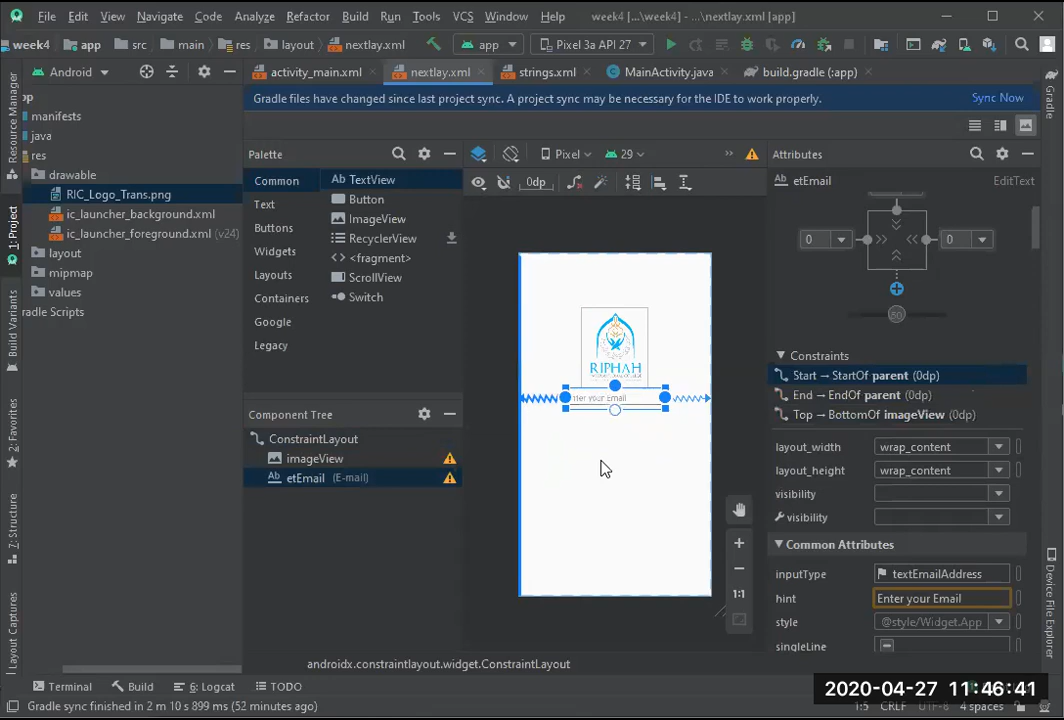 File Edit View Navigate Code Analyze Refactor Build Run Tools VCS Window Help week4 [...\week4] - ...\nextlay.xml [app]
week4 app src main res layout nextlay.xml app Pixel 3a API 27
Android activity_main.xml nextlay.xml strings.xml MainActivity.java build.gradle (:app)
Gradle files have changed since last project sync. A project sync may be necessary for the IDE to work properly. Sync Now
Resource Manager
1: Project
Build Variants
2: Favorites
7: Structure
Layout Captures
pp
manifests
java
res
drawable
RIC_Logo_Trans.png
ic_launcher_background.xml
ic_launcher_foreground.xml (v24)
layout
mipmap
values
radle Scripts
Palette
Common
Text
Buttons
Widgets
Layouts
Containers
Google
Legacy
Ab TextView
Button
ImageView
RecyclerView
<> <fragment>
ScrollView
Switch
Component Tree
ConstraintLayout
imageView
Ab etEmail (E-mail)
Pixel 29
0dp
RIPHAH
nter your Email
1:1
androidx.constraintlayout.widget.ConstraintLayout
Attributes
Ab etEmail EditText
0 0
50
Constraints
Start → StartOf parent (0dp)
End → EndOf parent (0dp)
Top → BottomOf imageView (0dp)
layout_width wrap_content
layout_height wrap_content
visibility
visibility
Common Attributes
inputType textEmailAddress
hint Enter your Email
style @style/Widget.App
singleLine
Gradle
Device File Explorer
Terminal Build 6: Logcat TODO
2020-04-27 11:46:41
Gradle sync finished in 2 m 10 s 899 ms (52 minutes ago) 1:5 CRLF UTF-8 4 spaces